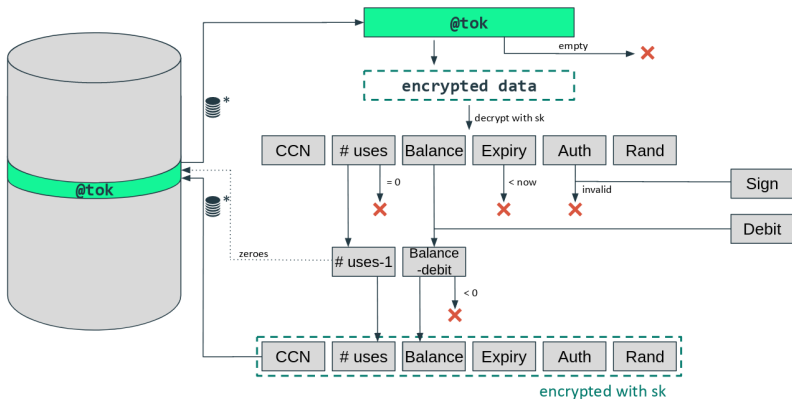 @tok
empty
encrypted data
decrypt with sk
*
CCN # uses Balance Expiry Auth Rand
= 0
< now
invalid
Sign
@tok
*
Debit
zeroes
# uses-1
Balance
-debit
< 0
CCN # uses Balance Expiry Auth Rand
encrypted with sk